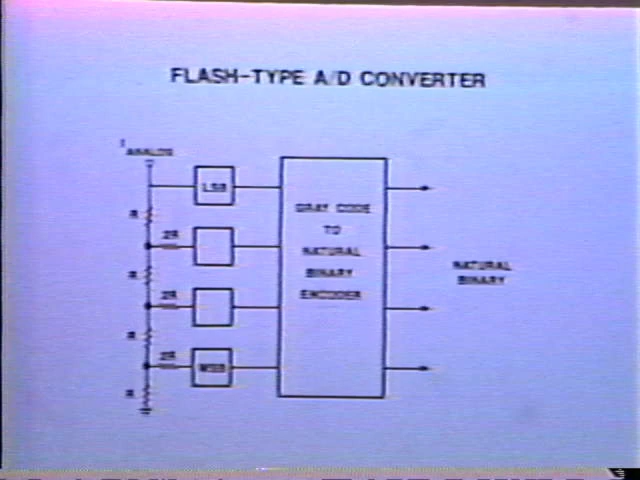 FLASH-TYPE A/D CONVERTER
I
ANALOG
LSB
R
2R
R
2R
R
2R
MSB
R
GRAY CODE
TO
NATURAL
BINARY
ENCODER
NATURAL
BINARY